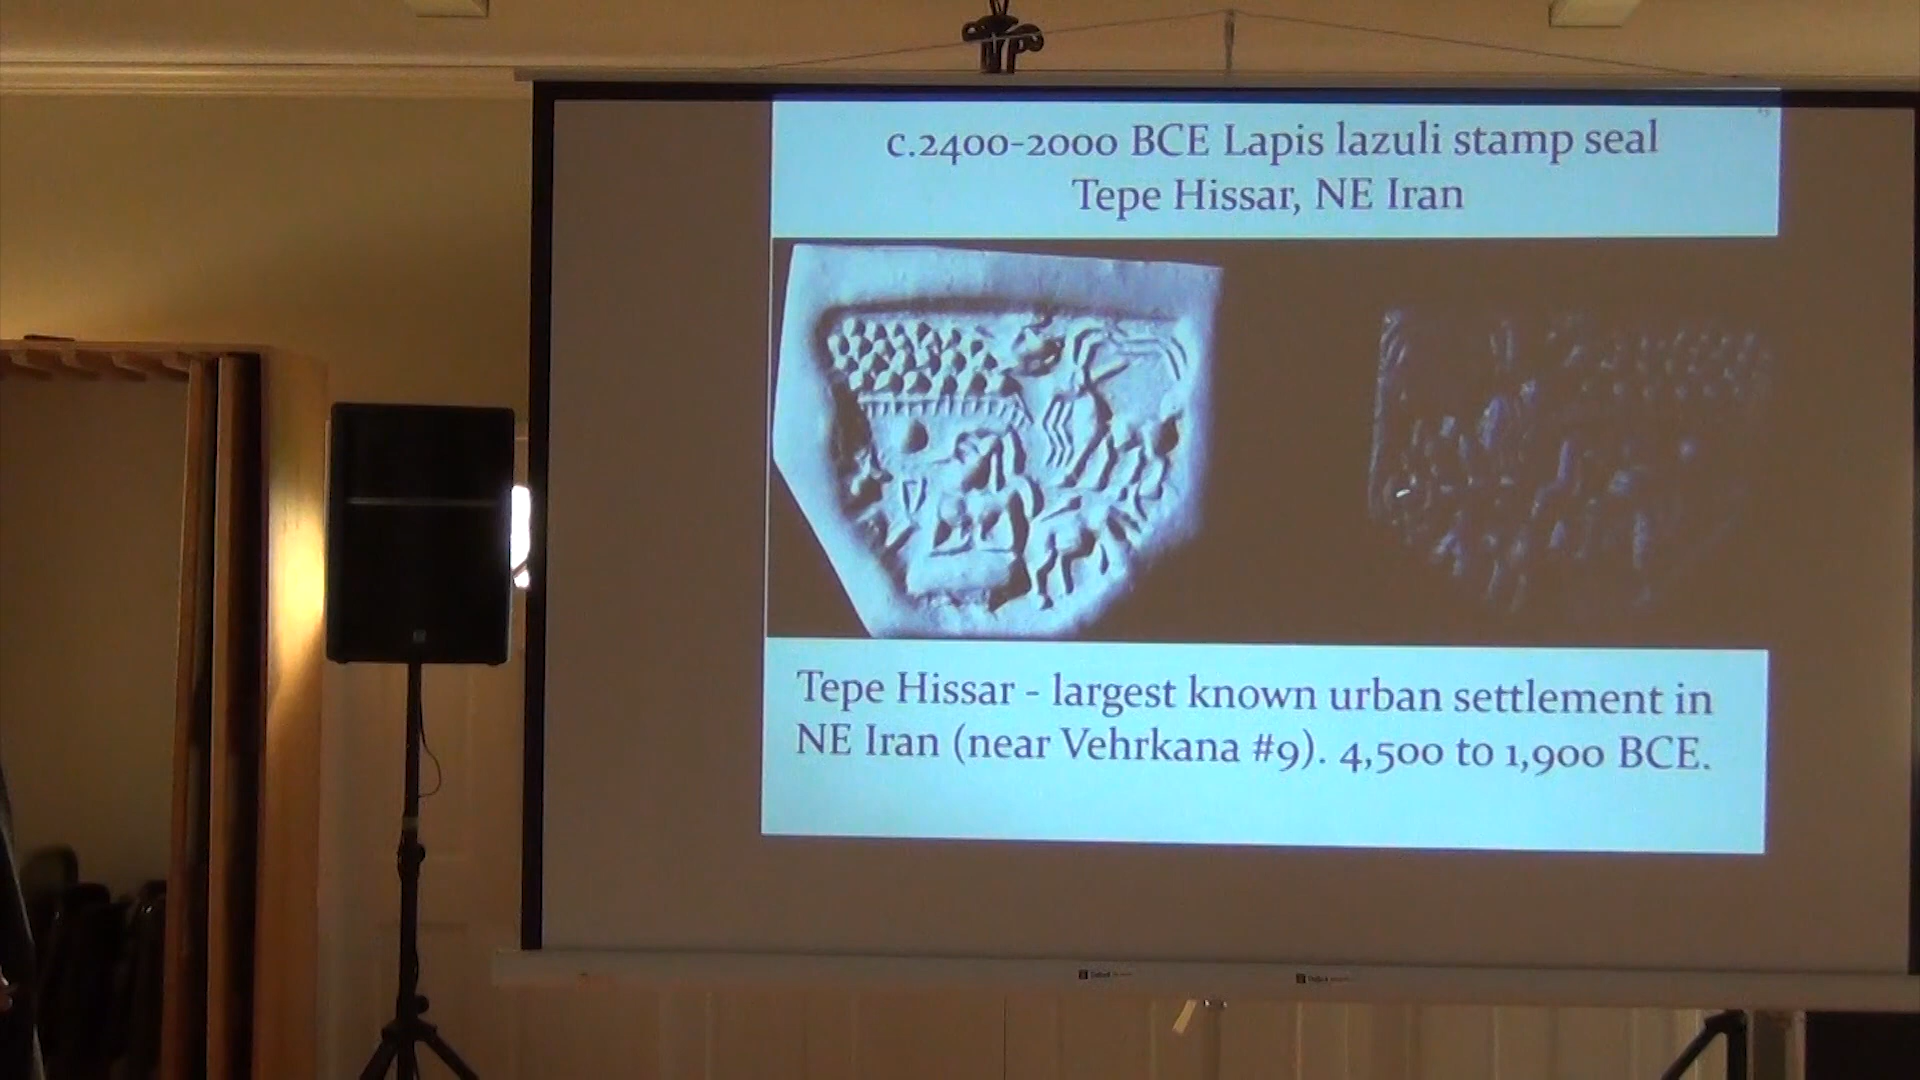 c.2400-2000 BCE Lapis lazuli stamp seal
Tepe Hissar, NE Iran
Tepe Hissar - largest known urban settlement in
NE Iran (near Vehrkana #9). 4,500 to 1,900 BCE.